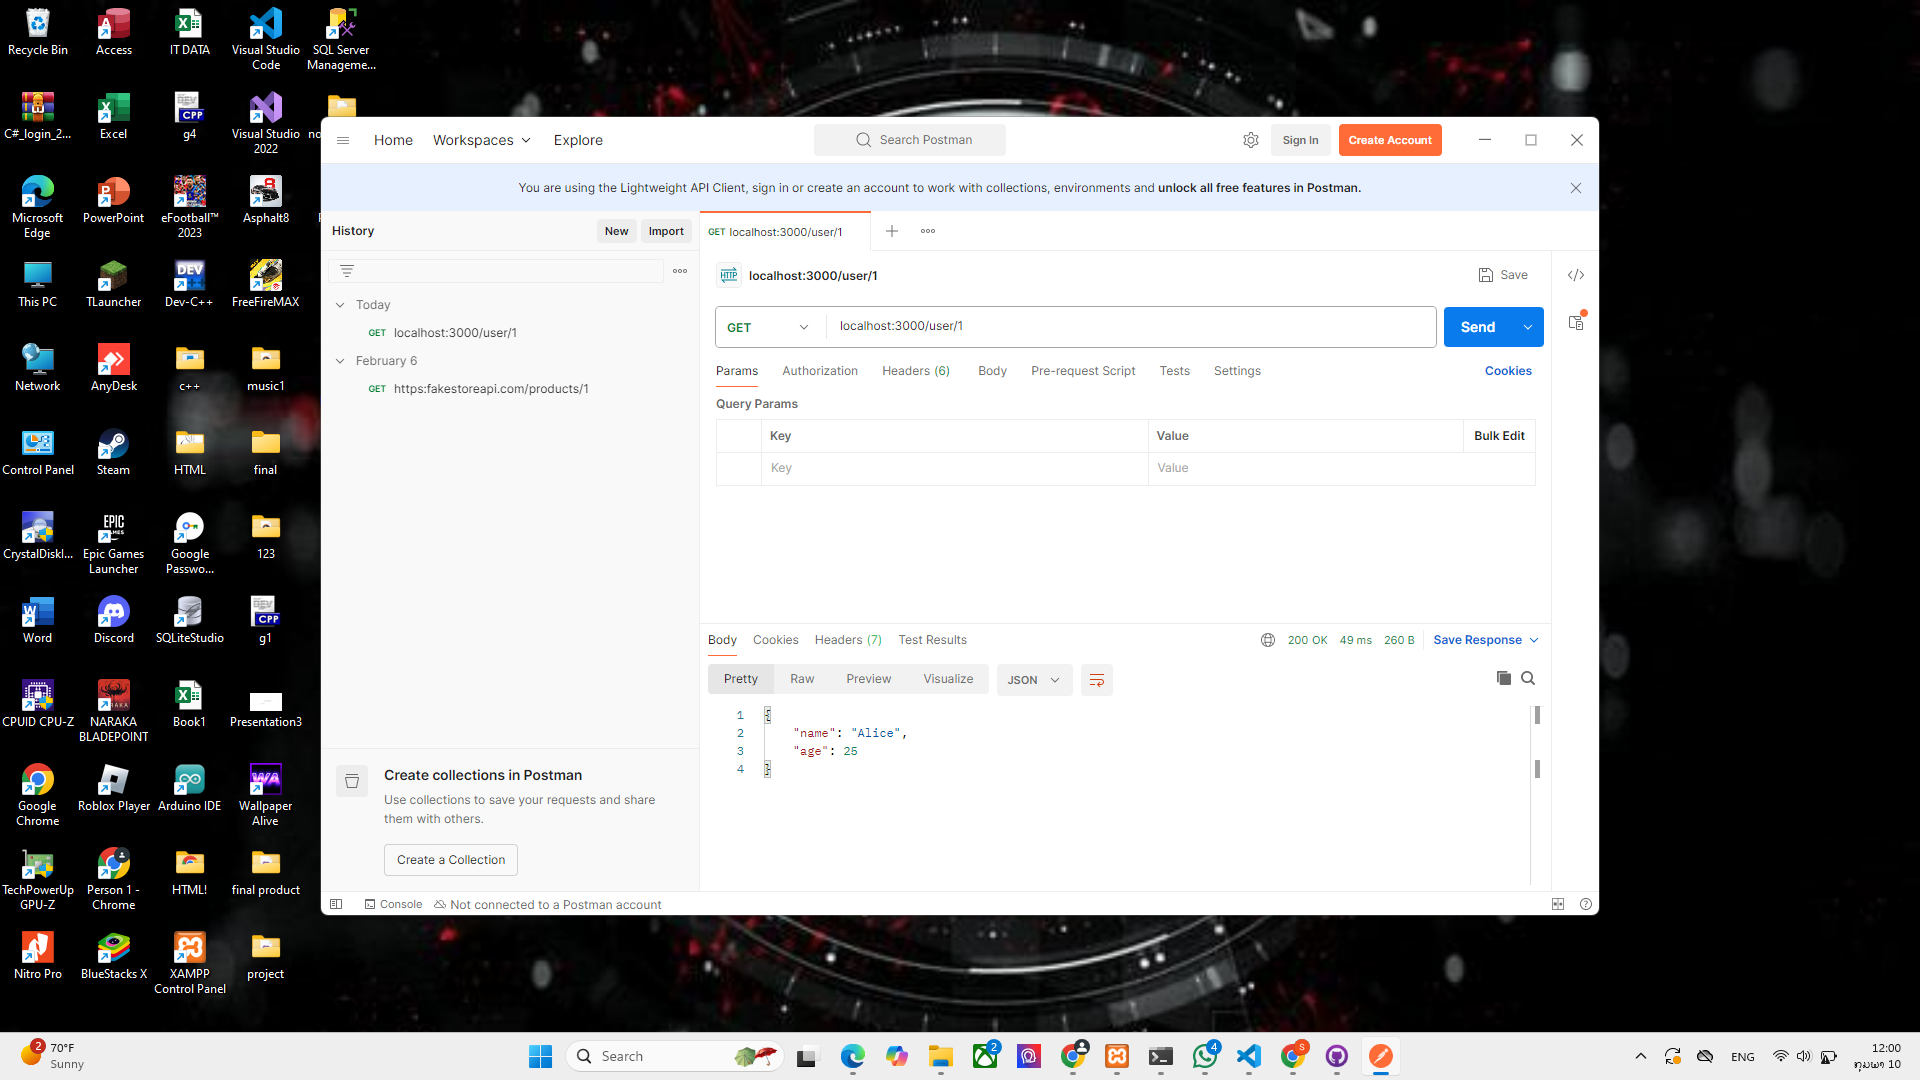 Recycle Bin
Access
IT DATA
Visual Studio
Code
SQL Server
Manageme...
C#_login_2...
Excel
g4
Visual Studio
2022
Microsoft
Edge
PowerPoint
eFootball™
2023
Asphalt8
This PC
TLauncher
Dev-C++
FreeFireMAX
Network
AnyDesk
c++
music1
Control Panel
Steam
HTML
final
CrystalDiskI...
Epic Games
Launcher
Google
Passwo...
123
Word
Discord
SQLiteStudio
g1
CPUID CPU-Z
NARAKA
BLADEPOINT
Book1
Presentation3
Google
Chrome
Roblox Player
Arduino IDE
Wallpaper
Alive
TechPowerUp
GPU-Z
Person 1 -
Chrome
HTML!
final product
Nitro Pro
BlueStacks X
XAMPP
Control Panel
project
Home
Workspaces
Explore
Search Postman
Sign In
Create Account
You are using the Lightweight API Client, sign in or create an account to work with collections, environments and unlock all free features in Postman.
History
New
Import
Today
GET localhost:3000/user/1
February 6
GET https:fakestoreapi.com/products/1
Create collections in Postman
Use collections to save your requests and share
them with others.
Create a Collection
GET localhost:3000/user/1
HTTP localhost:3000/user/1
Save
GET
localhost:3000/user/1
Send
Params
Authorization
Headers (6)
Body
Pre-request Script
Tests
Settings
Cookies
Query Params
Key
Value
Bulk Edit
Key
Value
Body
Cookies
Headers (7)
Test Results
200 OK
49 ms
260 B
Save Response
Pretty
Raw
Preview
Visualize
JSON
1 {
2 "name": "Alice",
3 "age": 25
4 }
Console
Not connected to a Postman account
2
70°F
Sunny
Search
2
4
S
ENG
12:00
ກຸມພາ 10